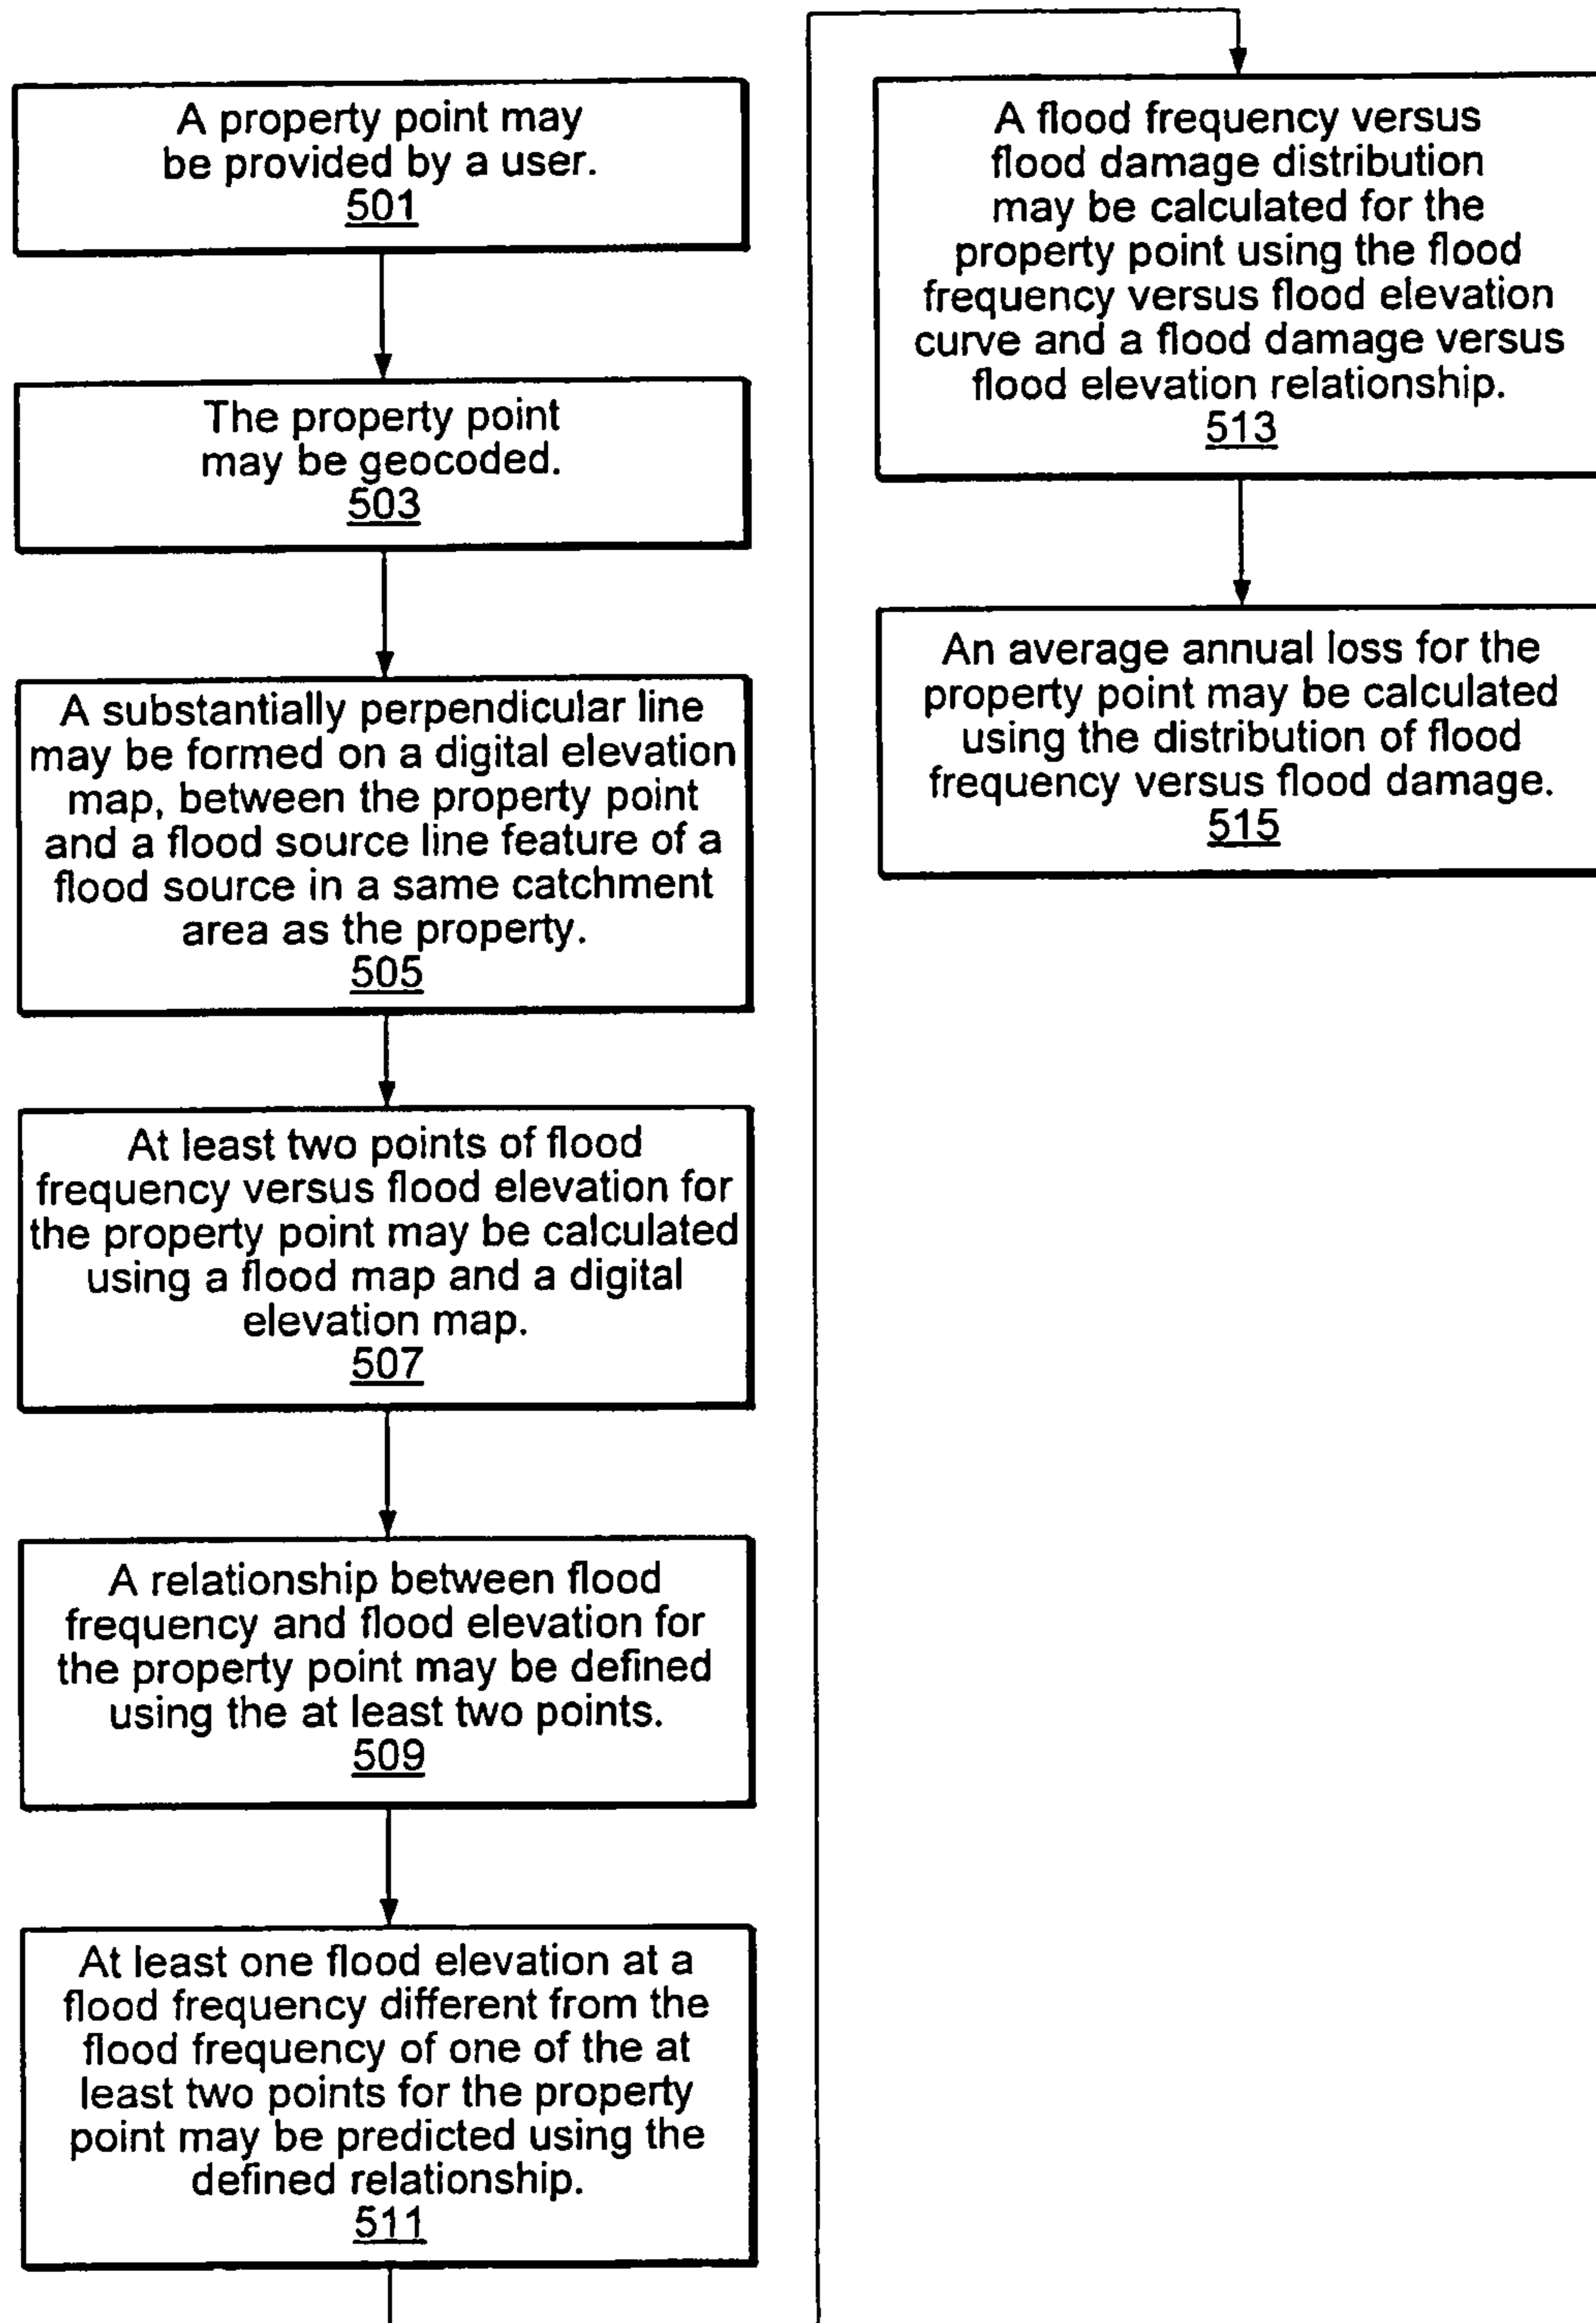 A property point may
be provided by a user.
501
The property point
may be geocoded.
503
A substantially perpendicular line
may be formed on a digital elevation
map, between the property point
and a flood source line feature of a
flood source in a same catchment
area as the property.
505
At least two points of flood
frequency versus flood elevation for
the property point may be calculated
using a flood map and a digital
elevation map.
507
A relationship between flood
frequency and flood elevation for
the property point may be defined
using the at least two points.
509
At least one flood elevation at a
flood frequency different from the
flood frequency of one of the at
least two points for the property
point may be predicted using the
defined relationship.
511
A flood frequency versus
flood damage distribution
may be calculated for the
property point using the flood
frequency versus flood elevation
curve and a flood damage versus
flood elevation relationship.
513
An average annual loss for the
property point may be calculated
using the distribution of flood
frequency versus flood damage.
515